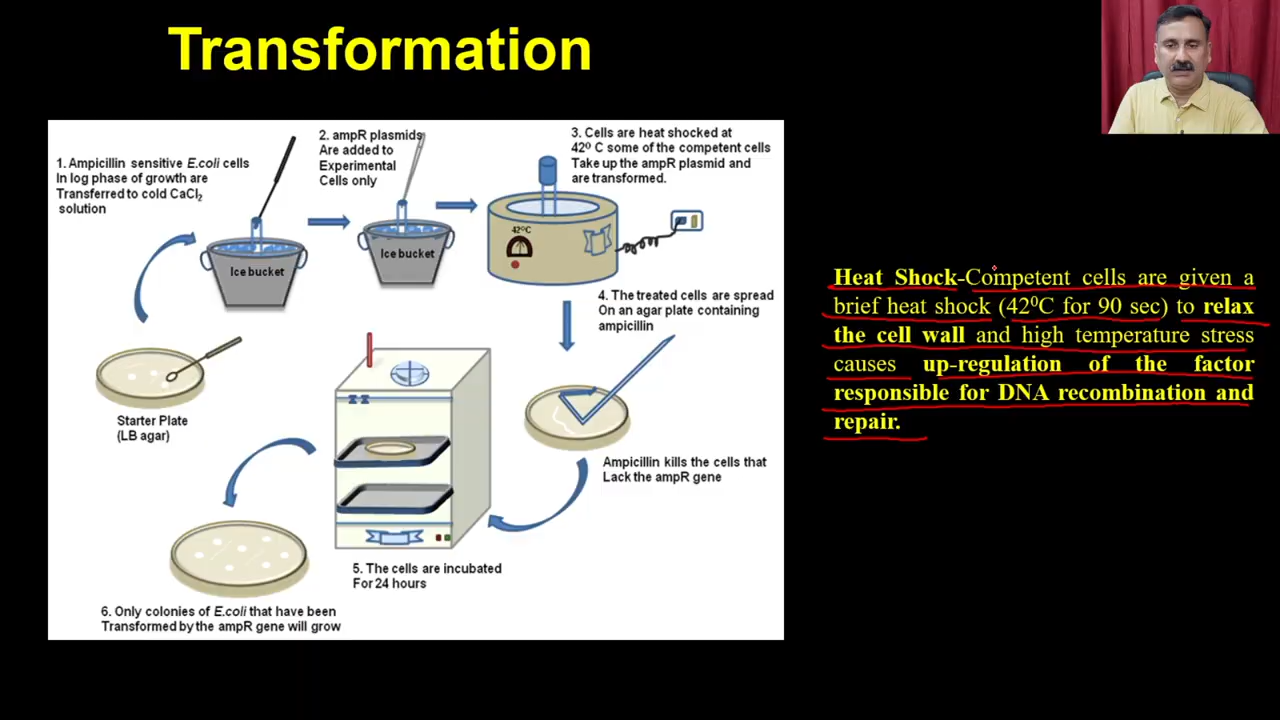 Transformation
1. Ampicillin sensitive E.coli cells
In log phase of growth are
Transferred to cold CaCl₂
solution
2. ampR plasmids
Are added to
Experimental
Cells only
3. Cells are heat shocked at
42⁰ C some of the competent cells
Take up the ampR plasmid and
are transformed.
Ice bucket
Ice bucket
42⁰C
4. The treated cells are spread
On an agar plate containing
ampicillin
Starter Plate
(LB agar)
Ampicillin kills the cells that
Lack the ampR gene
5. The cells are incubated
For 24 hours
6. Only colonies of E.coli that have been
Transformed by the ampR gene will grow
Heat Shock-Competent cells are given a
brief heat shock (42⁰C for 90 sec) to relax
the cell wall and high temperature stress
causes up-regulation of the factor
responsible for DNA recombination and
repair.